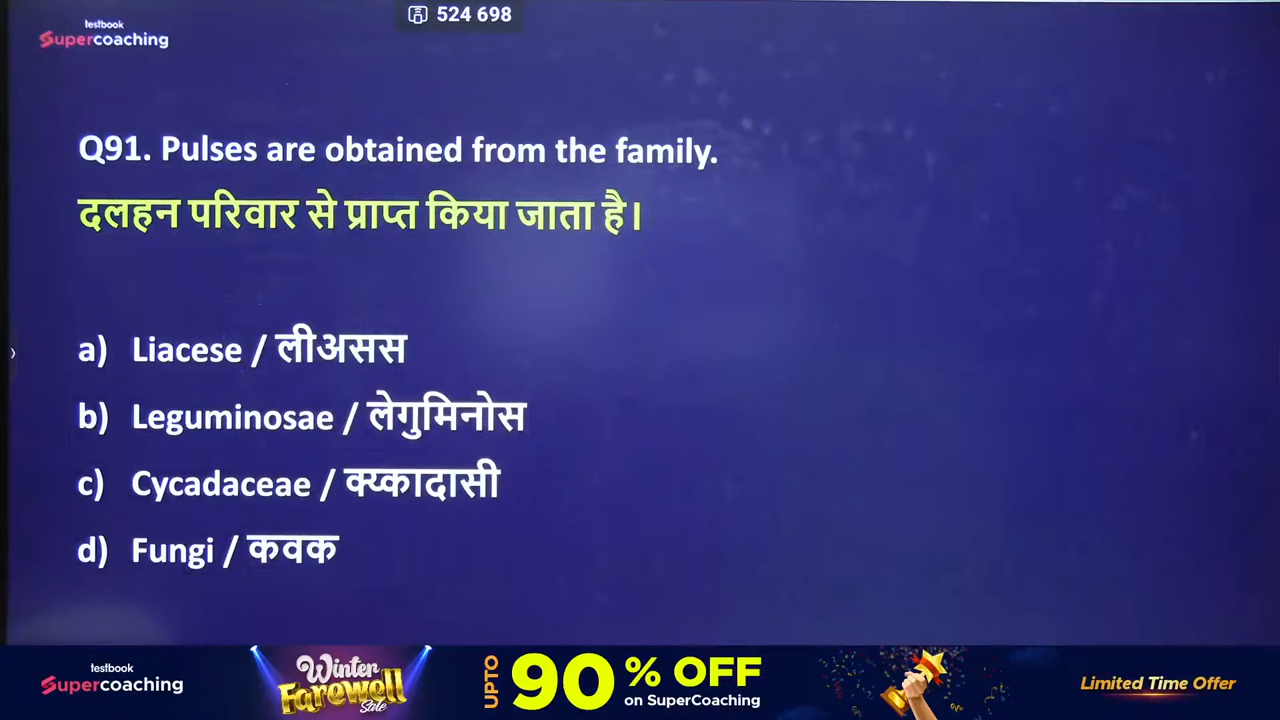 testbook
Supercoaching
524 698
Q91. Pulses are obtained from the family.
दलहन परिवार से प्राप्त किया जाता है।
a) Liacese / लीअसस
b) Leguminosae / लेगुमिनोस
c) Cycadaceae / क्य्कादासी
d) Fungi / कवक
testbook
Supercoaching
Winter
Farewell
Sale
UPTO 90 % OFF
on SuperCoaching
Limited Time Offer